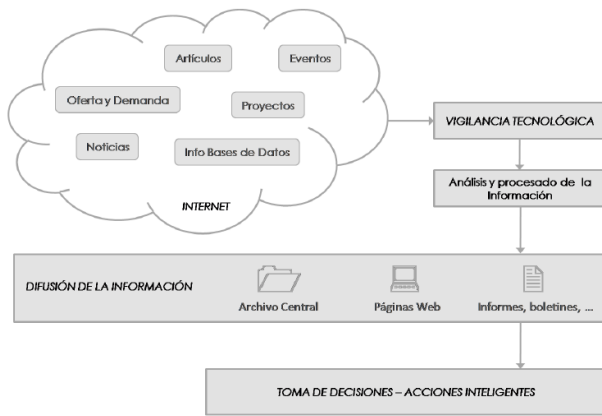 Artículos
Eventos
Oferta y Demanda
Proyectos
Noticias
Info Bases de Datos
INTERNET
VIGILANCIA TECNOLÓGICA
Análisis y procesado de la
Información
DIFUSIÓN DE LA INFORMACIÓN
Archivo Central
Páginas Web
Informes, boletines, ...
TOMA DE DECISIONES – ACCIONES INTELIGENTES